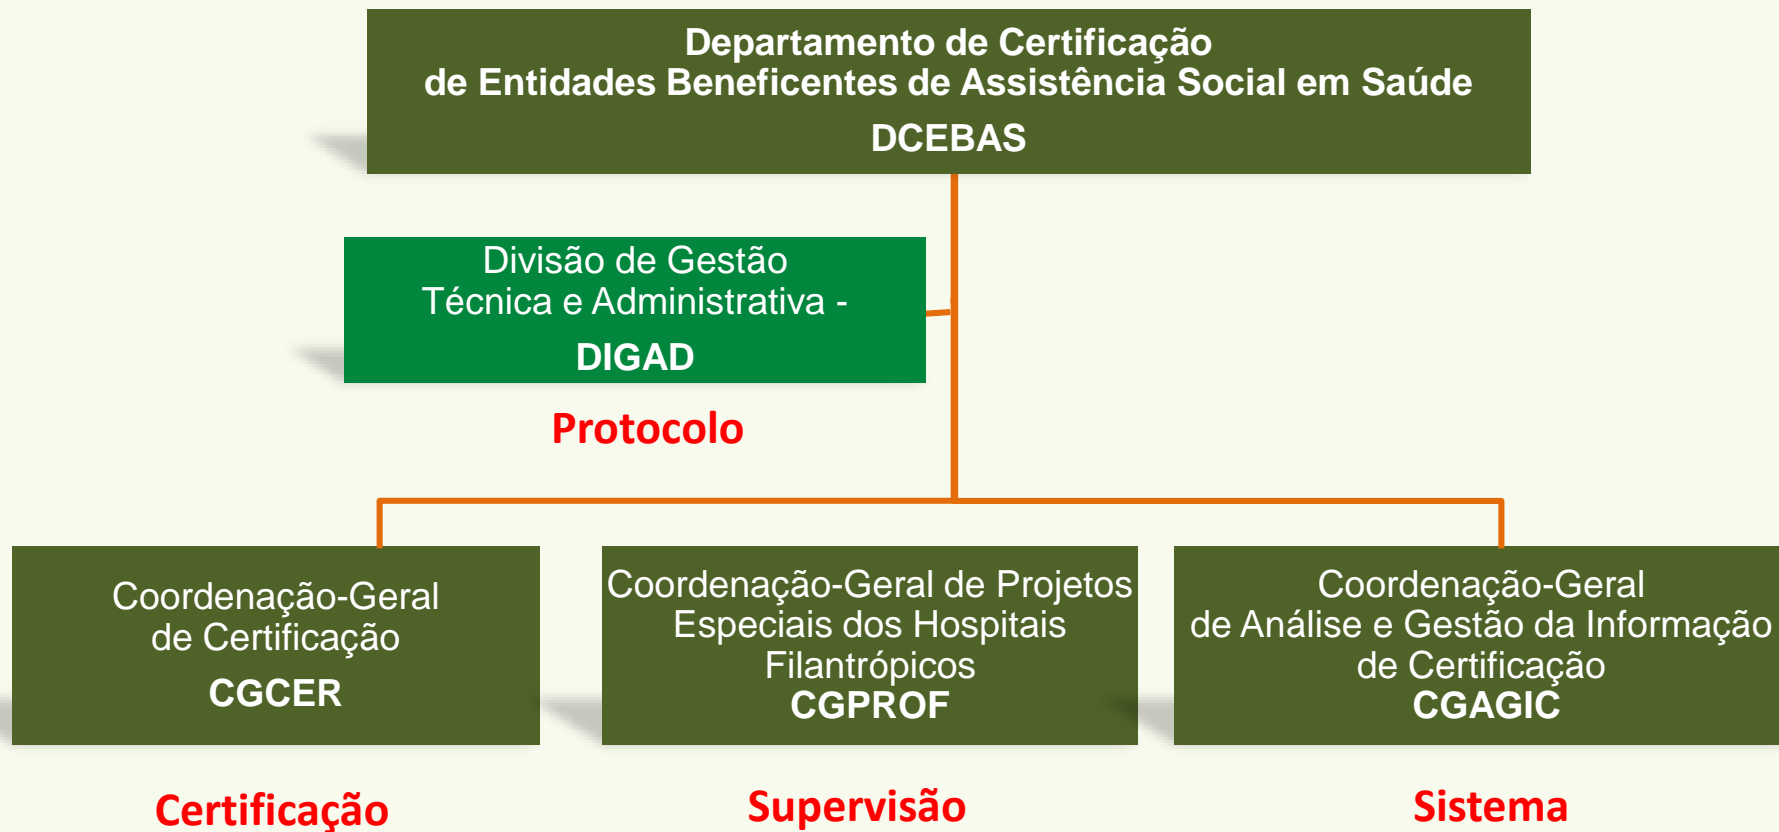 Departamento de Certificação
de Entidades Beneficentes de Assistência Social em Saúde
DCEBAS
Divisão de Gestão
Técnica e Administrativa -
DIGAD
Protocolo
Coordenação-Geral
de Certificação
CGCER
Certificação
Coordenação-Geral de Projetos
Especiais dos Hospitais
Filantrópicos
CGPROF
Supervisão
Coordenação-Geral
de Análise e Gestão da Informação
de Certificação
CGAGIC
Sistema